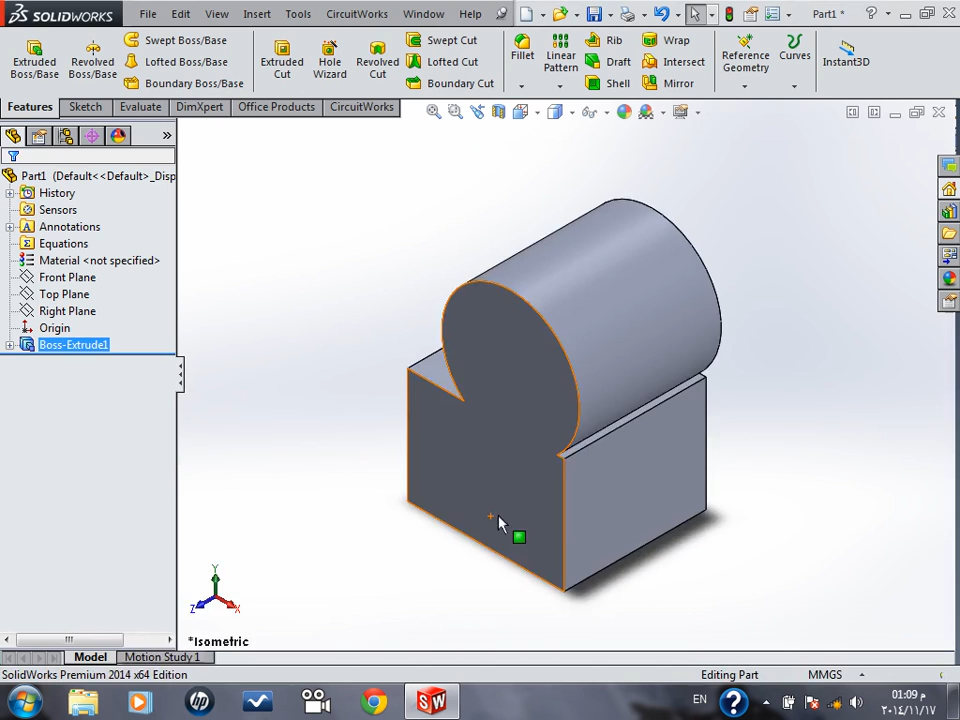 SOLIDWORKS File Edit View Insert Tools CircuitWorks Window Help Part1 *
Extruded Boss/Base
Revolved Boss/Base
Swept Boss/Base
Lofted Boss/Base
Boundary Boss/Base
Extruded Cut
Hole Wizard
Revolved Cut
Swept Cut
Lofted Cut
Boundary Cut
Fillet
Linear Pattern
Rib
Draft
Shell
Wrap
Intersect
Mirror
Reference Geometry
Curves
Instant3D
Features Sketch Evaluate DimXpert Office Products CircuitWorks
Part1 (Default<<Default>_Disp
History
Sensors
Annotations
Equations
Material <not specified>
Front Plane
Top Plane
Right Plane
Origin
Boss-Extrude1
Y
Z X
*Isometric
Model Motion Study 1
SolidWorks Premium 2014 x64 Edition Editing Part MMGS
EN 01:09 م
٢٠١٤/١١/١٧